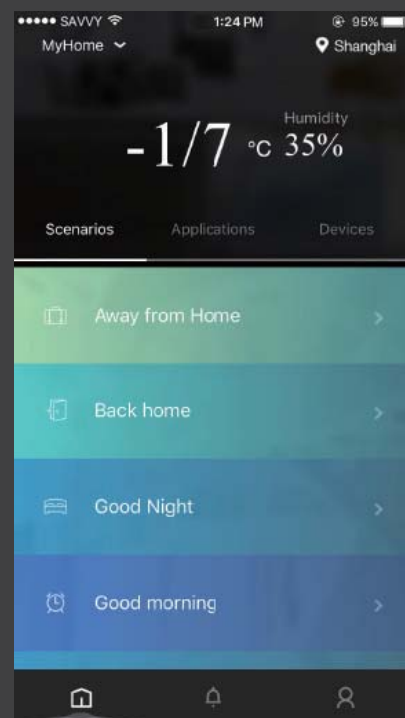 ●●●●● SAVVY 1:24 PM 95%
MyHome Shanghai
Humidity
-1/7 °C 35%
Scenarios Applications Devices
Away from Home
Back home
Good Night
Good morning